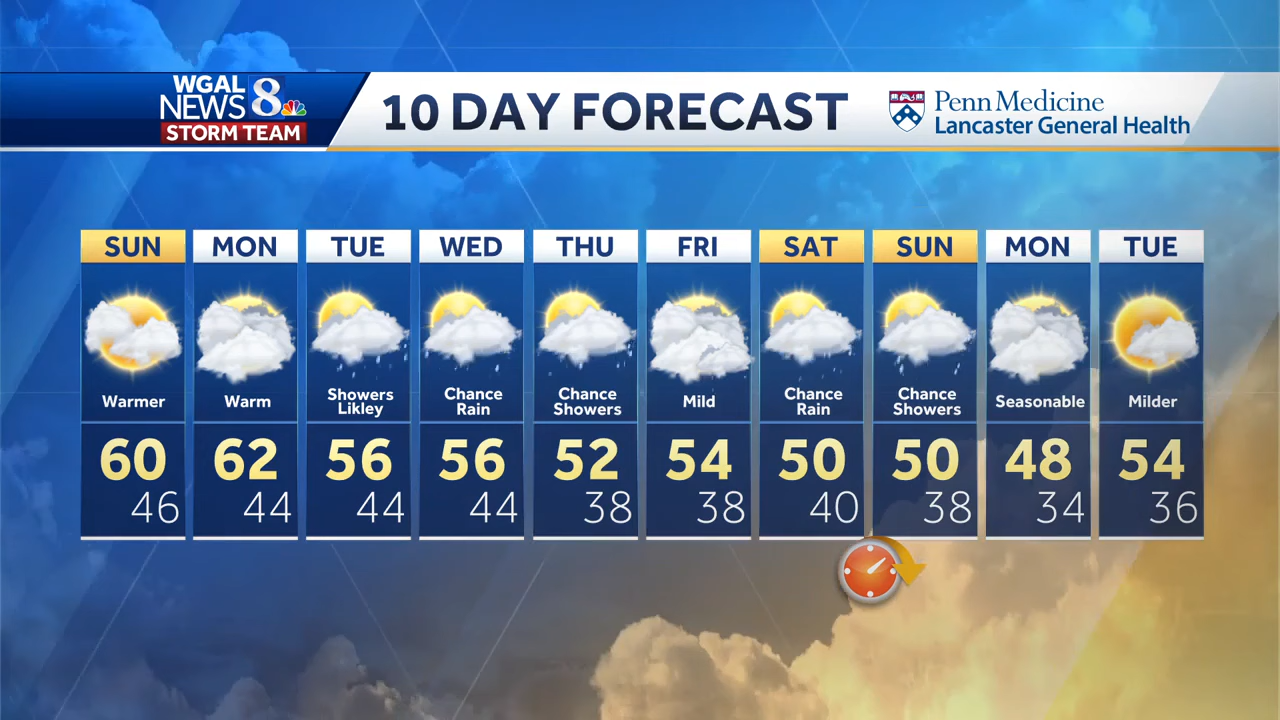 WGAL
NEWS 8
STORM TEAM
10 DAY FORECAST
Penn Medicine
Lancaster General Health
SUN MON TUE WED THU FRI SAT SUN MON TUE
Warmer
Warm
Showers
Likley
Chance
Rain
Chance
Showers
Mild
Chance
Rain
Chance
Showers
Seasonable
Milder
60 62 56 56 52 54 50 50 48 54
46 44 44 44 38 38 40 38 34 36